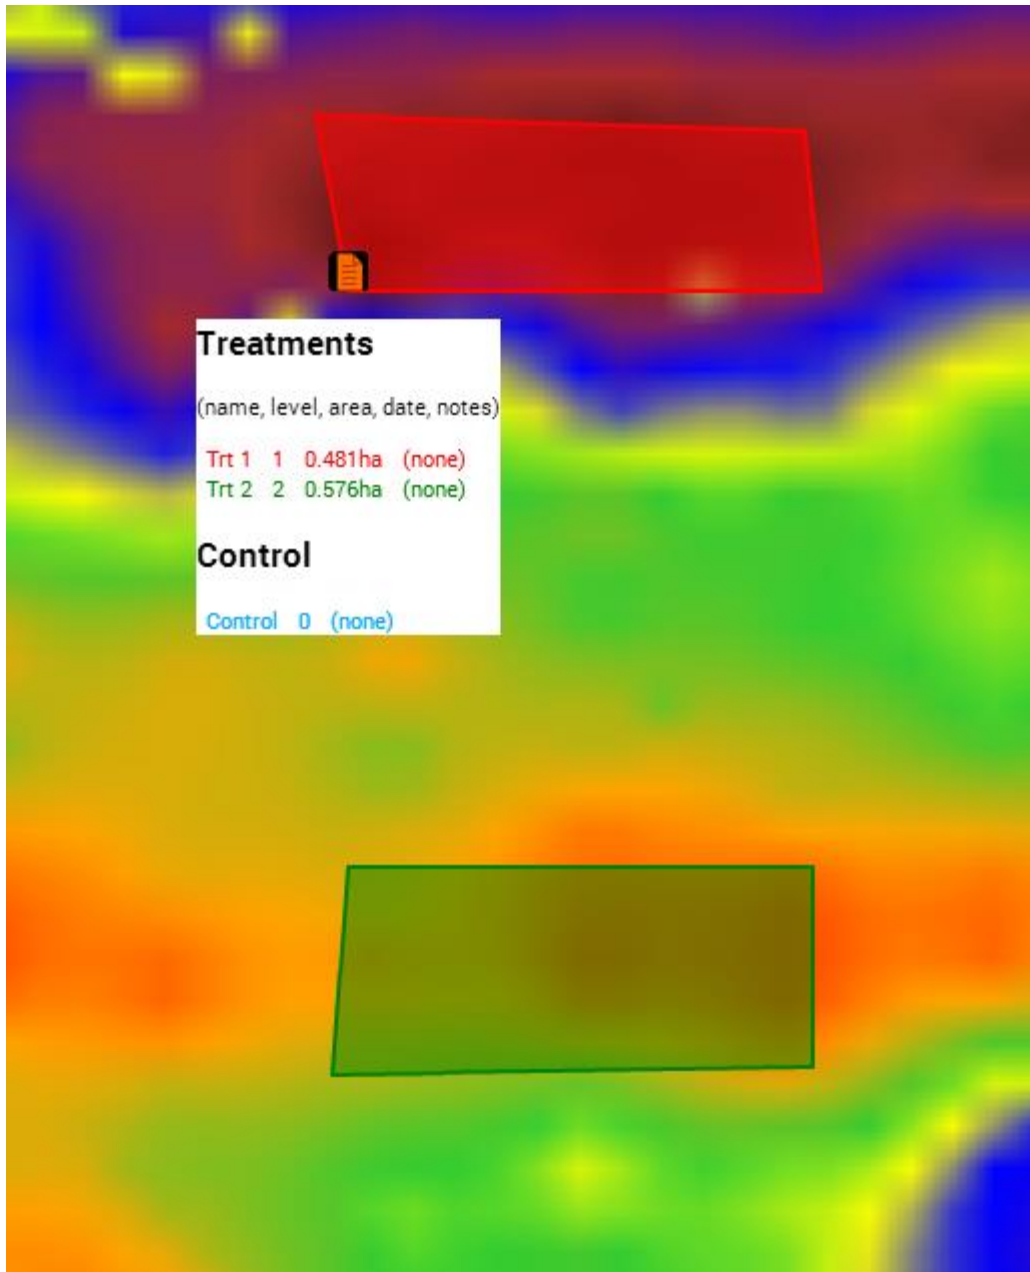 Treatments
(name, level, area, date, notes)
Trt 1 1 0.481ha (none)
Trt 2 2 0.576ha (none)
Control
Control 0 (none)